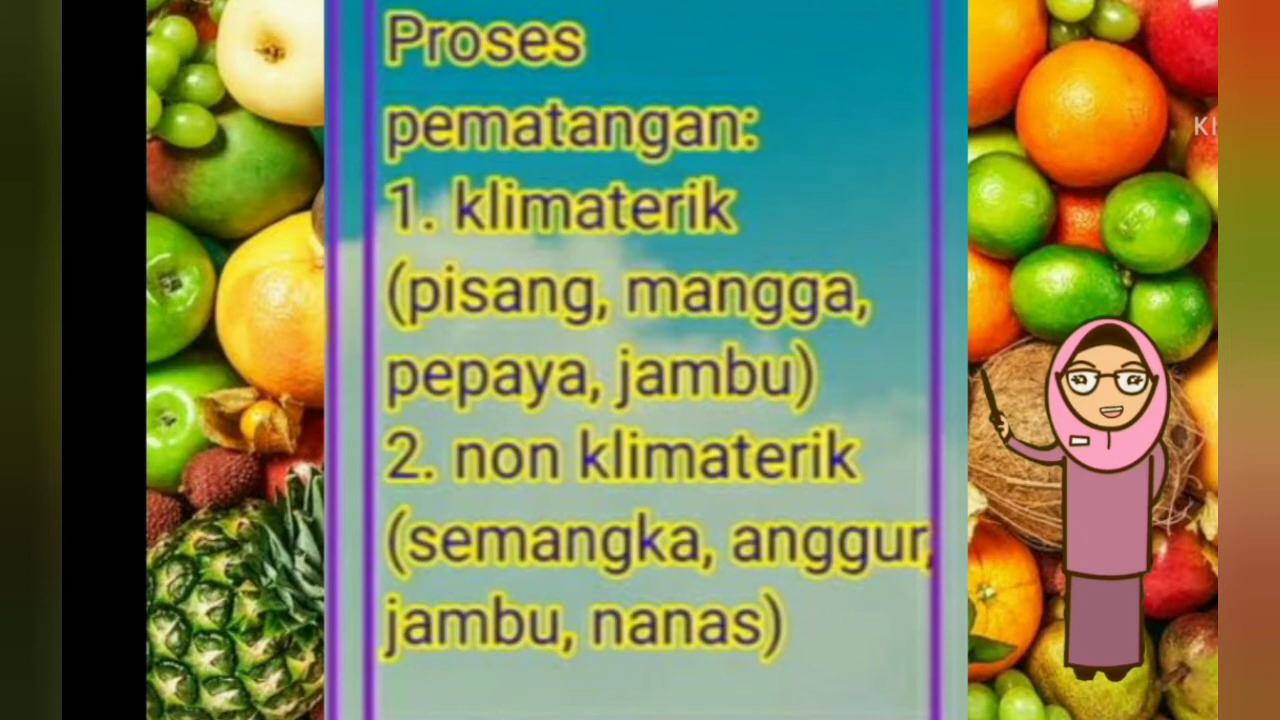 Proses
pematangan:
1. klimaterik
(pisang, mangga,
pepaya, jambu)
2. non klimaterik
(semangka, anggur,
jambu, nanas)